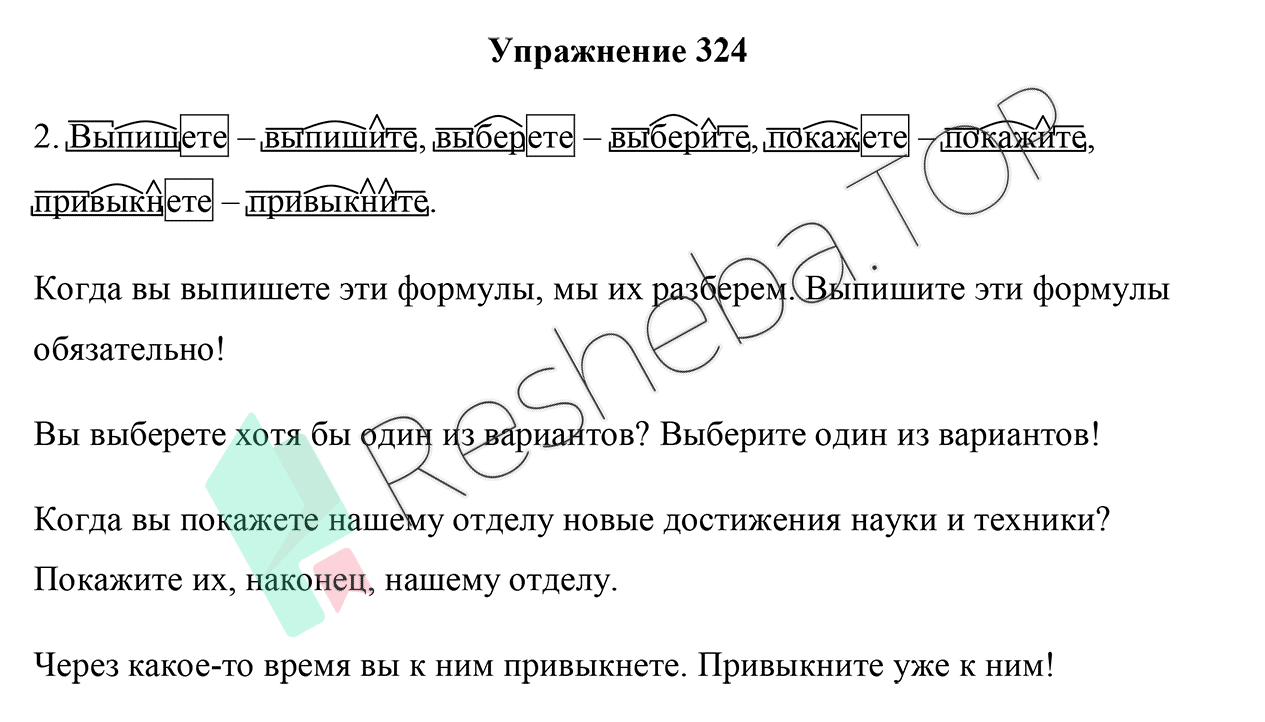 Упражнение 324
2. Выпишете – выпишите, выберете – выберите, покажете – покажите,
привыкнете – привыкните.
Когда вы выпишете эти формулы, мы их разберем. Выпишите эти формулы
обязательно!
Вы выберете хотя бы один из вариантов? Выберите один из вариантов!
Когда вы покажете нашему отделу новые достижения науки и техники?
Покажите их, наконец, нашему отделу.
Через какое-то время вы к ним привыкнете. Привыкните уже к ним!
Resheba.TOP